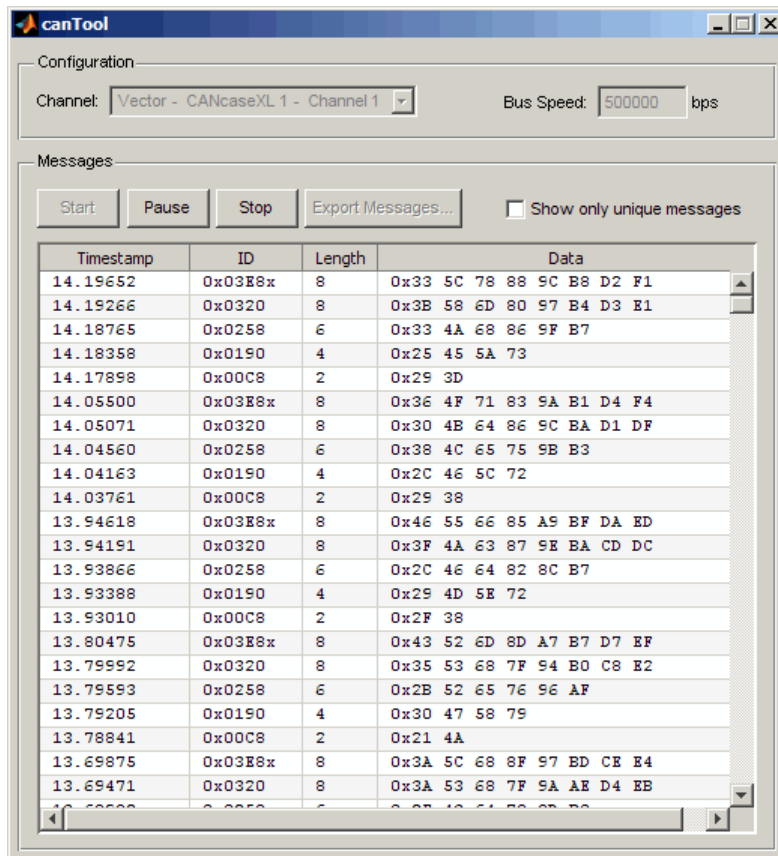 canTool
Configuration
Channel: Vector - CANcaseXL 1 - Channel 1 Bus Speed: 500000 bps
Messages
Start Pause Stop Export Messages... Show only unique messages
Timestamp ID Length Data
14.19652 0x03E8x 8 0x33 5C 78 88 9C B8 D2 F1
14.19266 0x0320 8 0x3B 58 6D 80 97 B4 D3 E1
14.18765 0x0258 6 0x33 4A 68 86 9F B7
14.18358 0x0190 4 0x25 45 5A 73
14.17898 0x00C8 2 0x29 3D
14.05500 0x03E8x 8 0x36 4F 71 83 9A B1 D4 F4
14.05071 0x0320 8 0x30 4B 64 86 9C BA D1 DF
14.04560 0x0258 6 0x38 4C 65 75 9B B3
14.04163 0x0190 4 0x2C 46 5C 72
14.03761 0x00C8 2 0x29 38
13.94618 0x03E8x 8 0x46 55 66 85 A9 BF DA ED
13.94191 0x0320 8 0x3F 4A 63 87 9E BA CD DC
13.93866 0x0258 6 0x2C 46 64 82 8C B7
13.93388 0x0190 4 0x29 4D 5E 72
13.93010 0x00C8 2 0x2F 38
13.80475 0x03E8x 8 0x43 52 6D 8D A7 B7 D7 EF
13.79992 0x0320 8 0x35 53 68 7F 94 B0 C8 E2
13.79593 0x0258 6 0x2B 52 65 76 96 AF
13.79205 0x0190 4 0x30 47 58 79
13.78841 0x00C8 2 0x21 4A
13.69875 0x03E8x 8 0x3A 5C 68 8F 97 BD CE E4
13.69471 0x0320 8 0x3A 53 68 7F 9A AE D4 EB